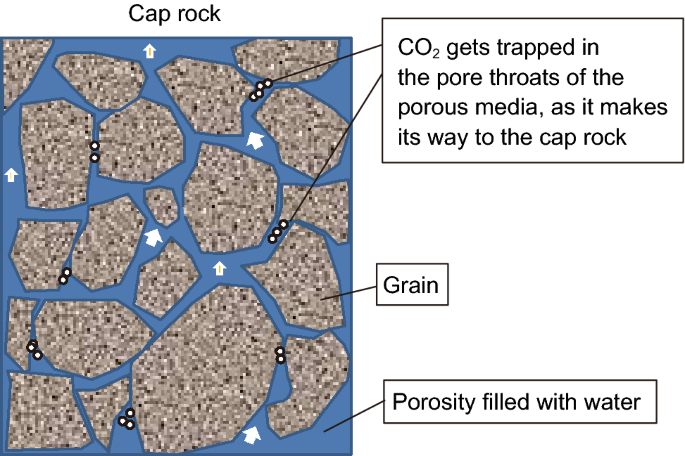 Cap rock
CO₂ gets trapped in
the pore throats of the
porous media, as it makes
its way to the cap rock
Grain
Porosity filled with water